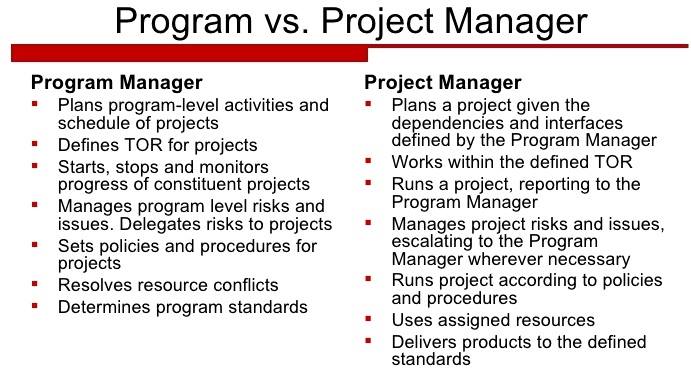 Program vs. Project Manager
Program Manager
Plans program-level activities and
schedule of projects
Defines TOR for projects
Starts, stops and monitors
progress of constituent projects
Manages program level risks and
issues. Delegates risks to projects
Sets policies and procedures for
projects
Resolves resource conflicts
Determines program standards
Project Manager
Plans a project given the
dependencies and interfaces
defined by the Program Manager
Works within the defined TOR
Runs a project, reporting to the
Program Manager
Manages project risks and issues,
escalating to the Program
Manager wherever necessary
Runs project according to policies
and procedures
Uses assigned resources
Delivers products to the defined
standards